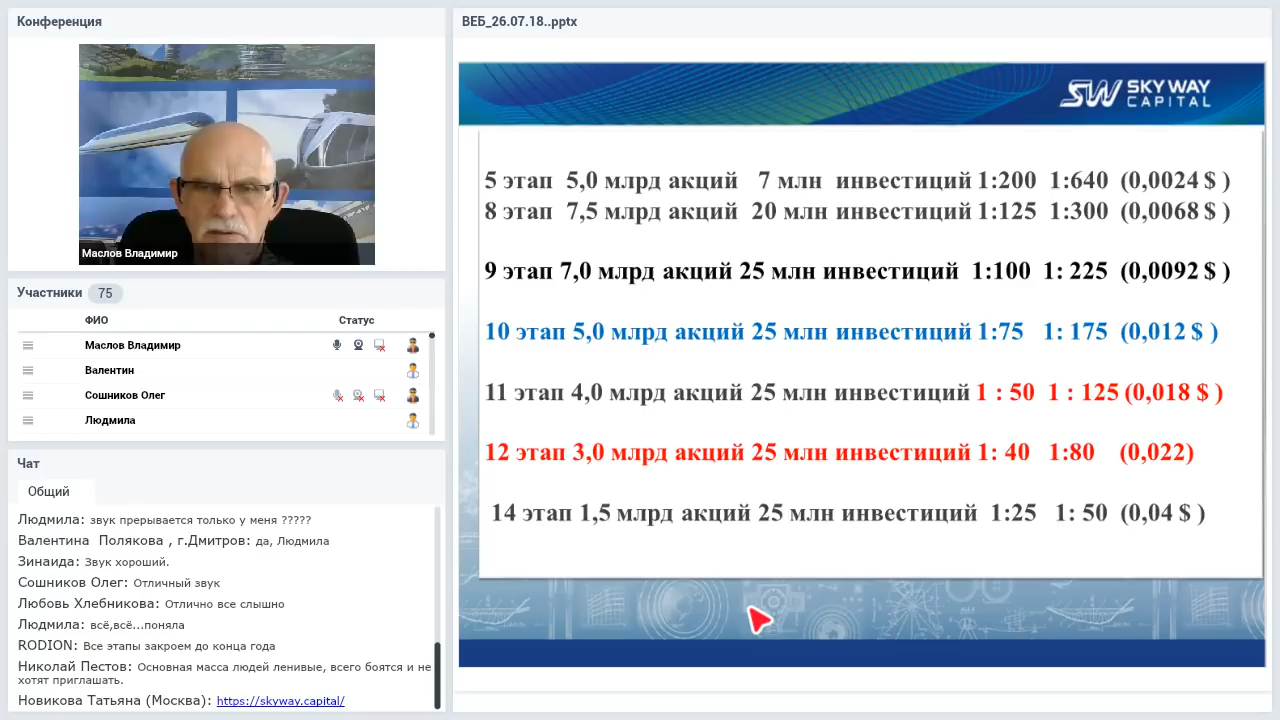 Конференция
Маслов Владимир
Участники 75
ФИО Статус
Маслов Владимир
Валентин
Сошников Олег
Людмила
Чат
Общий
Людмила: звук прерывается только у меня ?????
Валентина Полякова , г.Дмитров: да, Людмила
Зинаида: Звук хороший.
Сошников Олег: Отличный звук
Любовь Хлебникова: Отлично все слышно
Людмила: всё,всё...поняла
RODION: Все этапы закроем до конца года
Николай Пестов: Основная масса людей ленивые, всего боятся и не
хотят приглашать.
Новикова Татьяна (Москва): https://skyway.capital/
ВЕБ_26.07.18..pptx
SW SKY WAY
CAPITAL
5 этап 5,0 млрд акций 7 млн инвестиций 1:200 1:640 (0,0024 $ )
8 этап 7,5 млрд акций 20 млн инвестиций 1:125 1:300 (0,0068 $ )
9 этап 7,0 млрд акций 25 млн инвестиций 1:100 1: 225 (0,0092 $ )
10 этап 5,0 млрд акций 25 млн инвестиций 1:75 1: 175 (0,012 $ )
11 этап 4,0 млрд акций 25 млн инвестиций 1 : 50 1 : 125 (0,018 $ )
12 этап 3,0 млрд акций 25 млн инвестиций 1: 40 1:80 (0,022)
14 этап 1,5 млрд акций 25 млн инвестиций 1:25 1: 50 (0,04 $ )